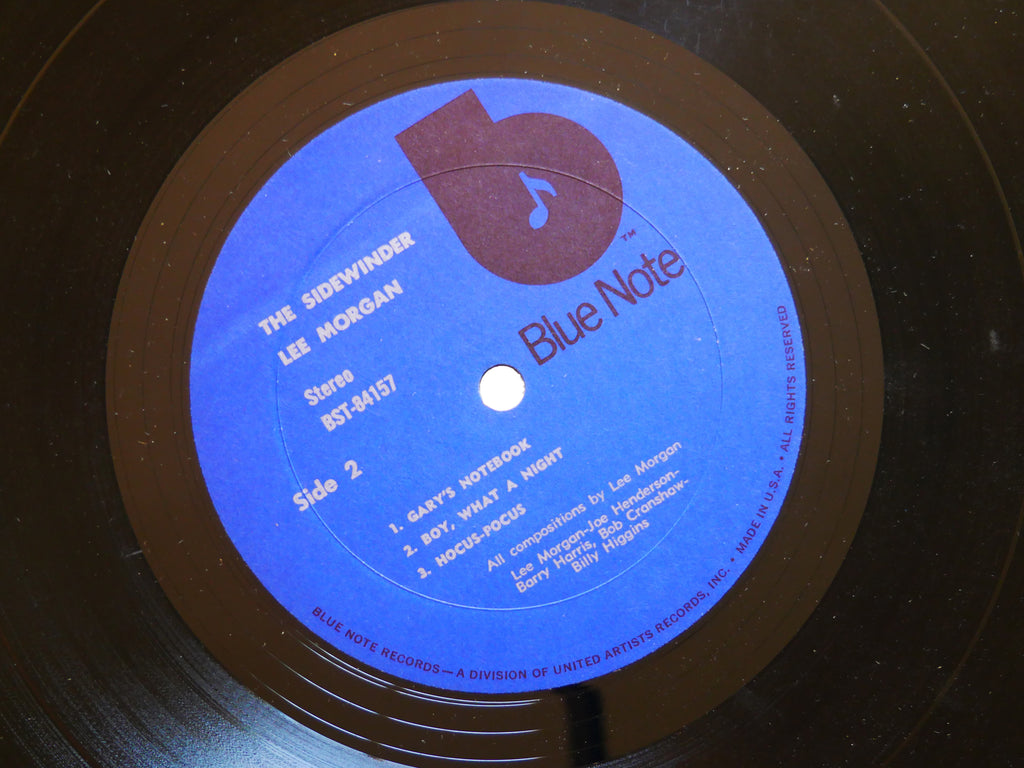 THE SIDEWINDER
LEE MORGAN
Stereo
BST-84157
Side 2
TM
Blue Note
1. GARY'S NOTEBOOK
2. BOY, WHAT A NIGHT
3. HOCUS-POCUS
All compositions by Lee Morgan
Lee Morgan-Joe Henderson-
Barry Harris, Bob Cranshaw-
Billy Higgins
BLUE NOTE RECORDS—A DIVISION OF UNITED ARTISTS RECORDS, INC. • MADE IN U.S.A. • ALL RIGHTS RESERVED